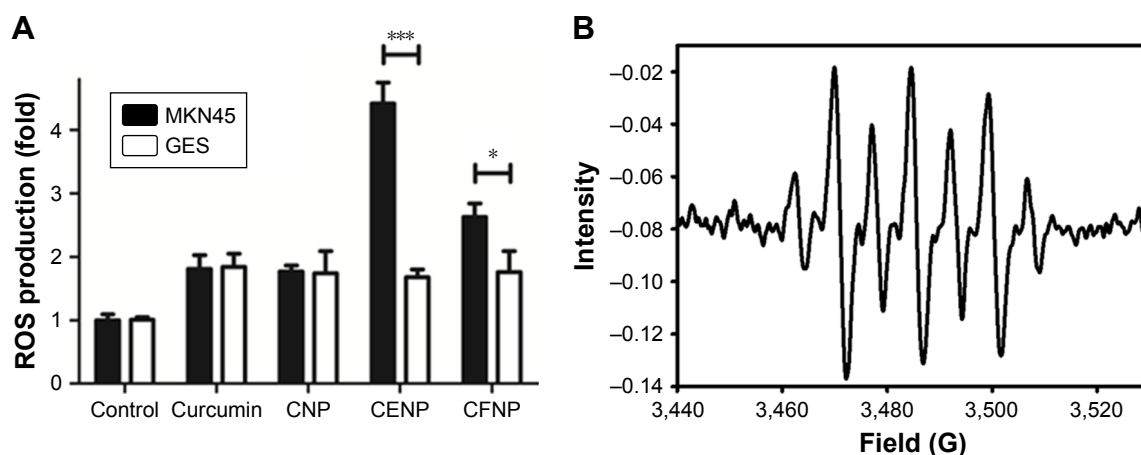 A
ROS production (fold)
4
3
2
1
0
MKN45
GES
***
*
Control Curcumin CNP CENP CFNP
B
Intensity
–0.02
–0.04
–0.06
–0.08
–0.10
–0.12
–0.14
3,440 3,460 3,480 3,500 3,520
Field (G)